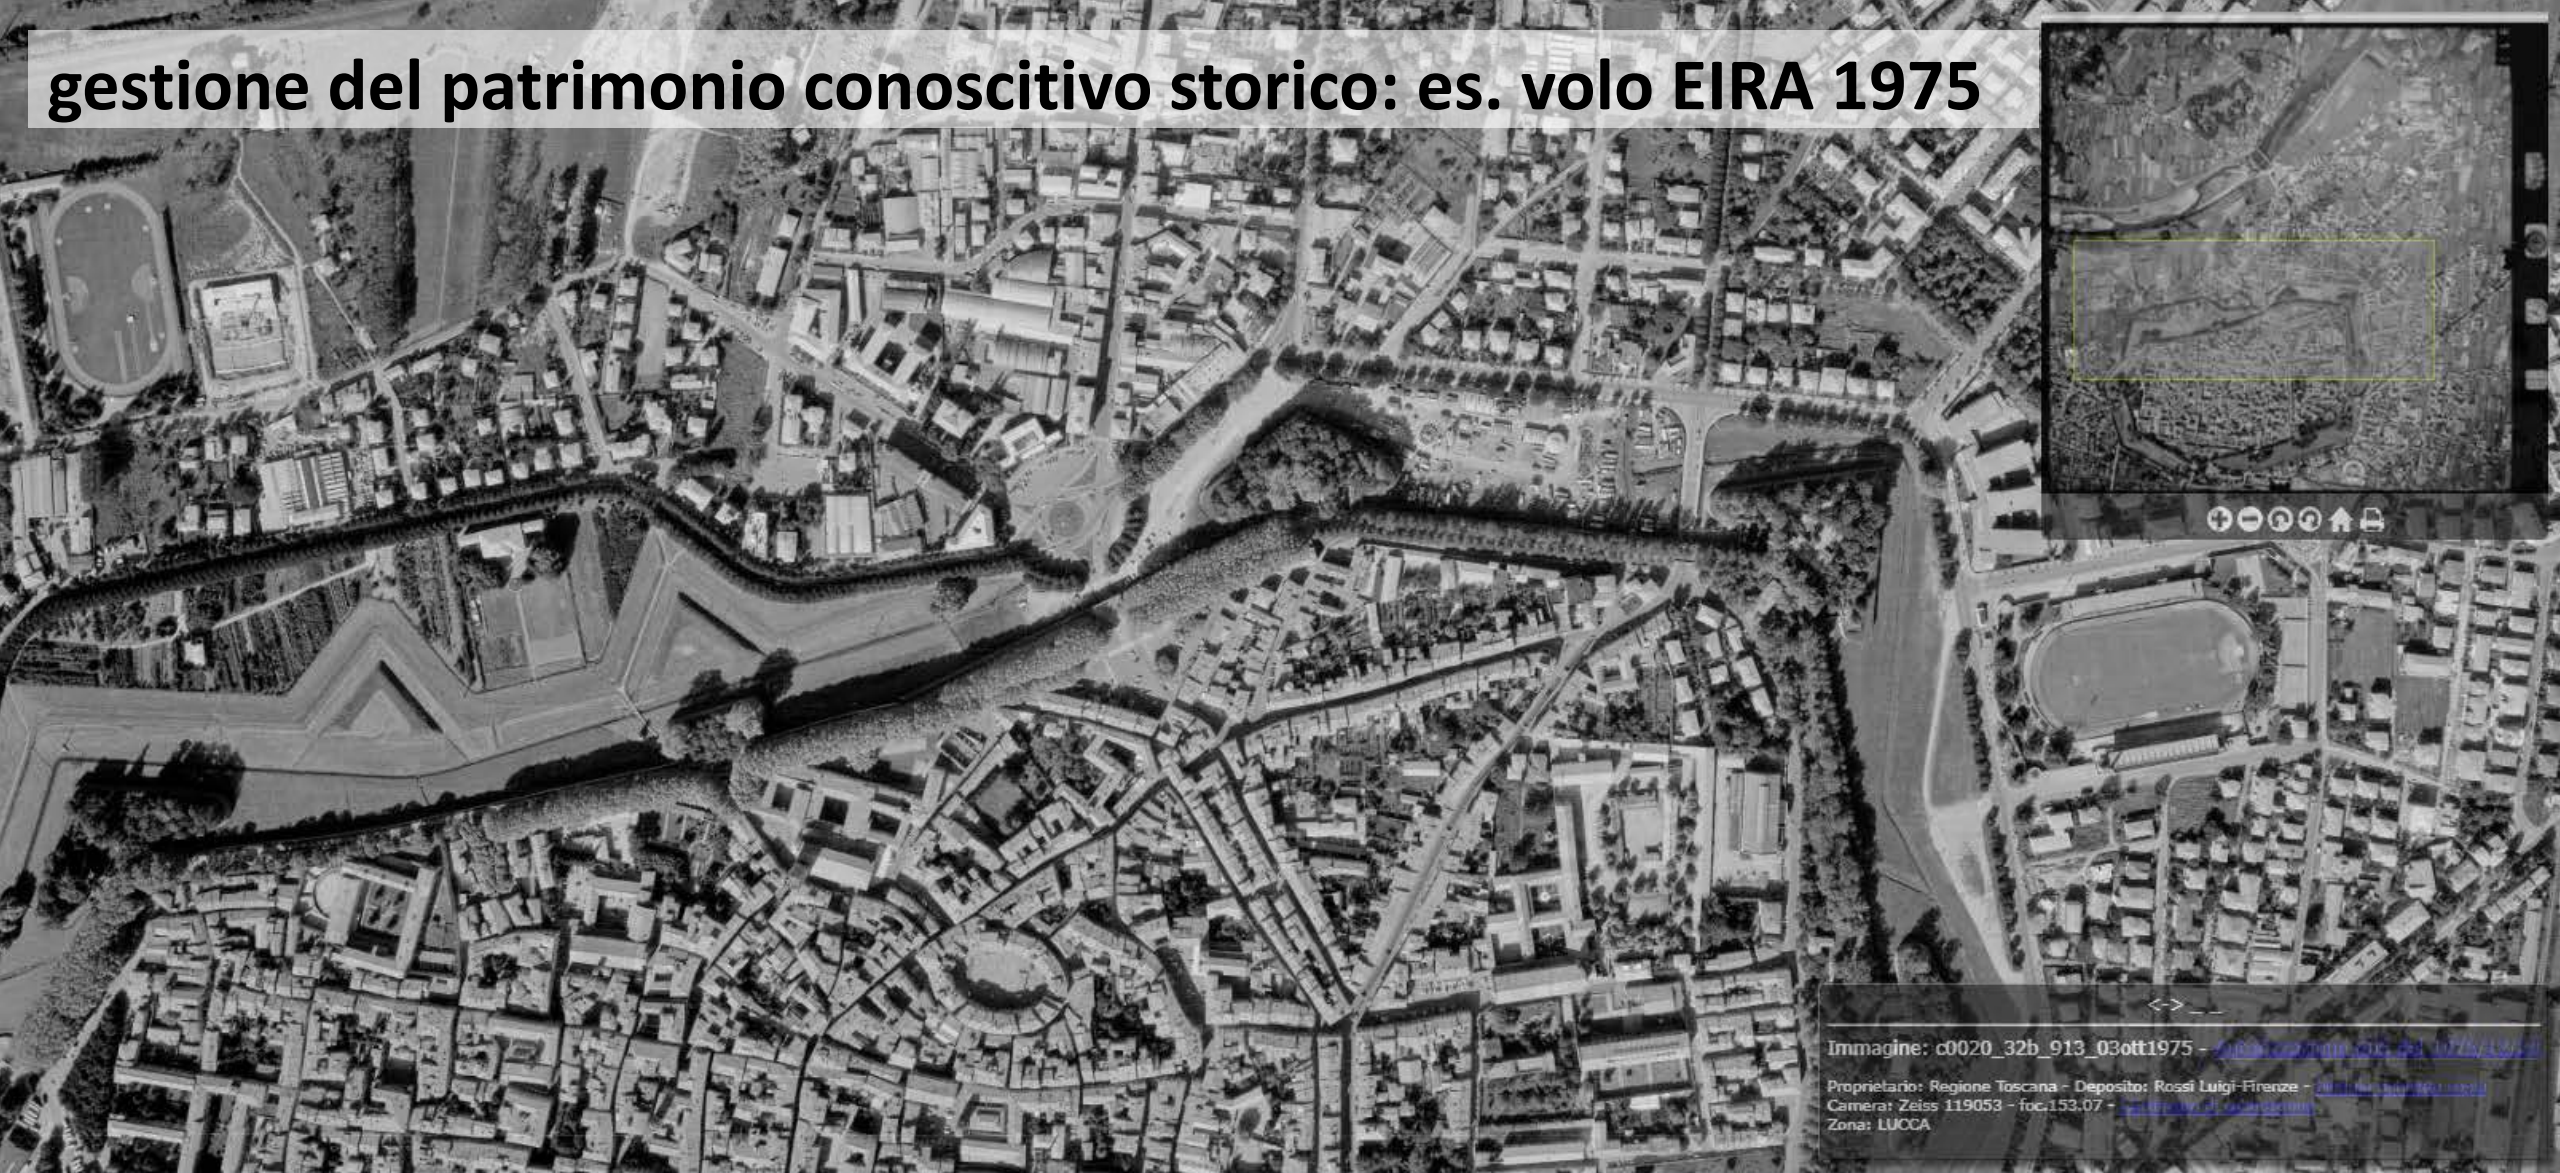 gestione del patrimonio conoscitivo storico: es. volo EIRA 1975
<-> _ _
Immagine: c0020_32b_913_03ott1975 -
Proprietario: Regione Toscana - Deposito: Rossi Luigi-Firenze -
Camera: Zeiss 119053 - foc.153.07 -
Zona: LUCCA